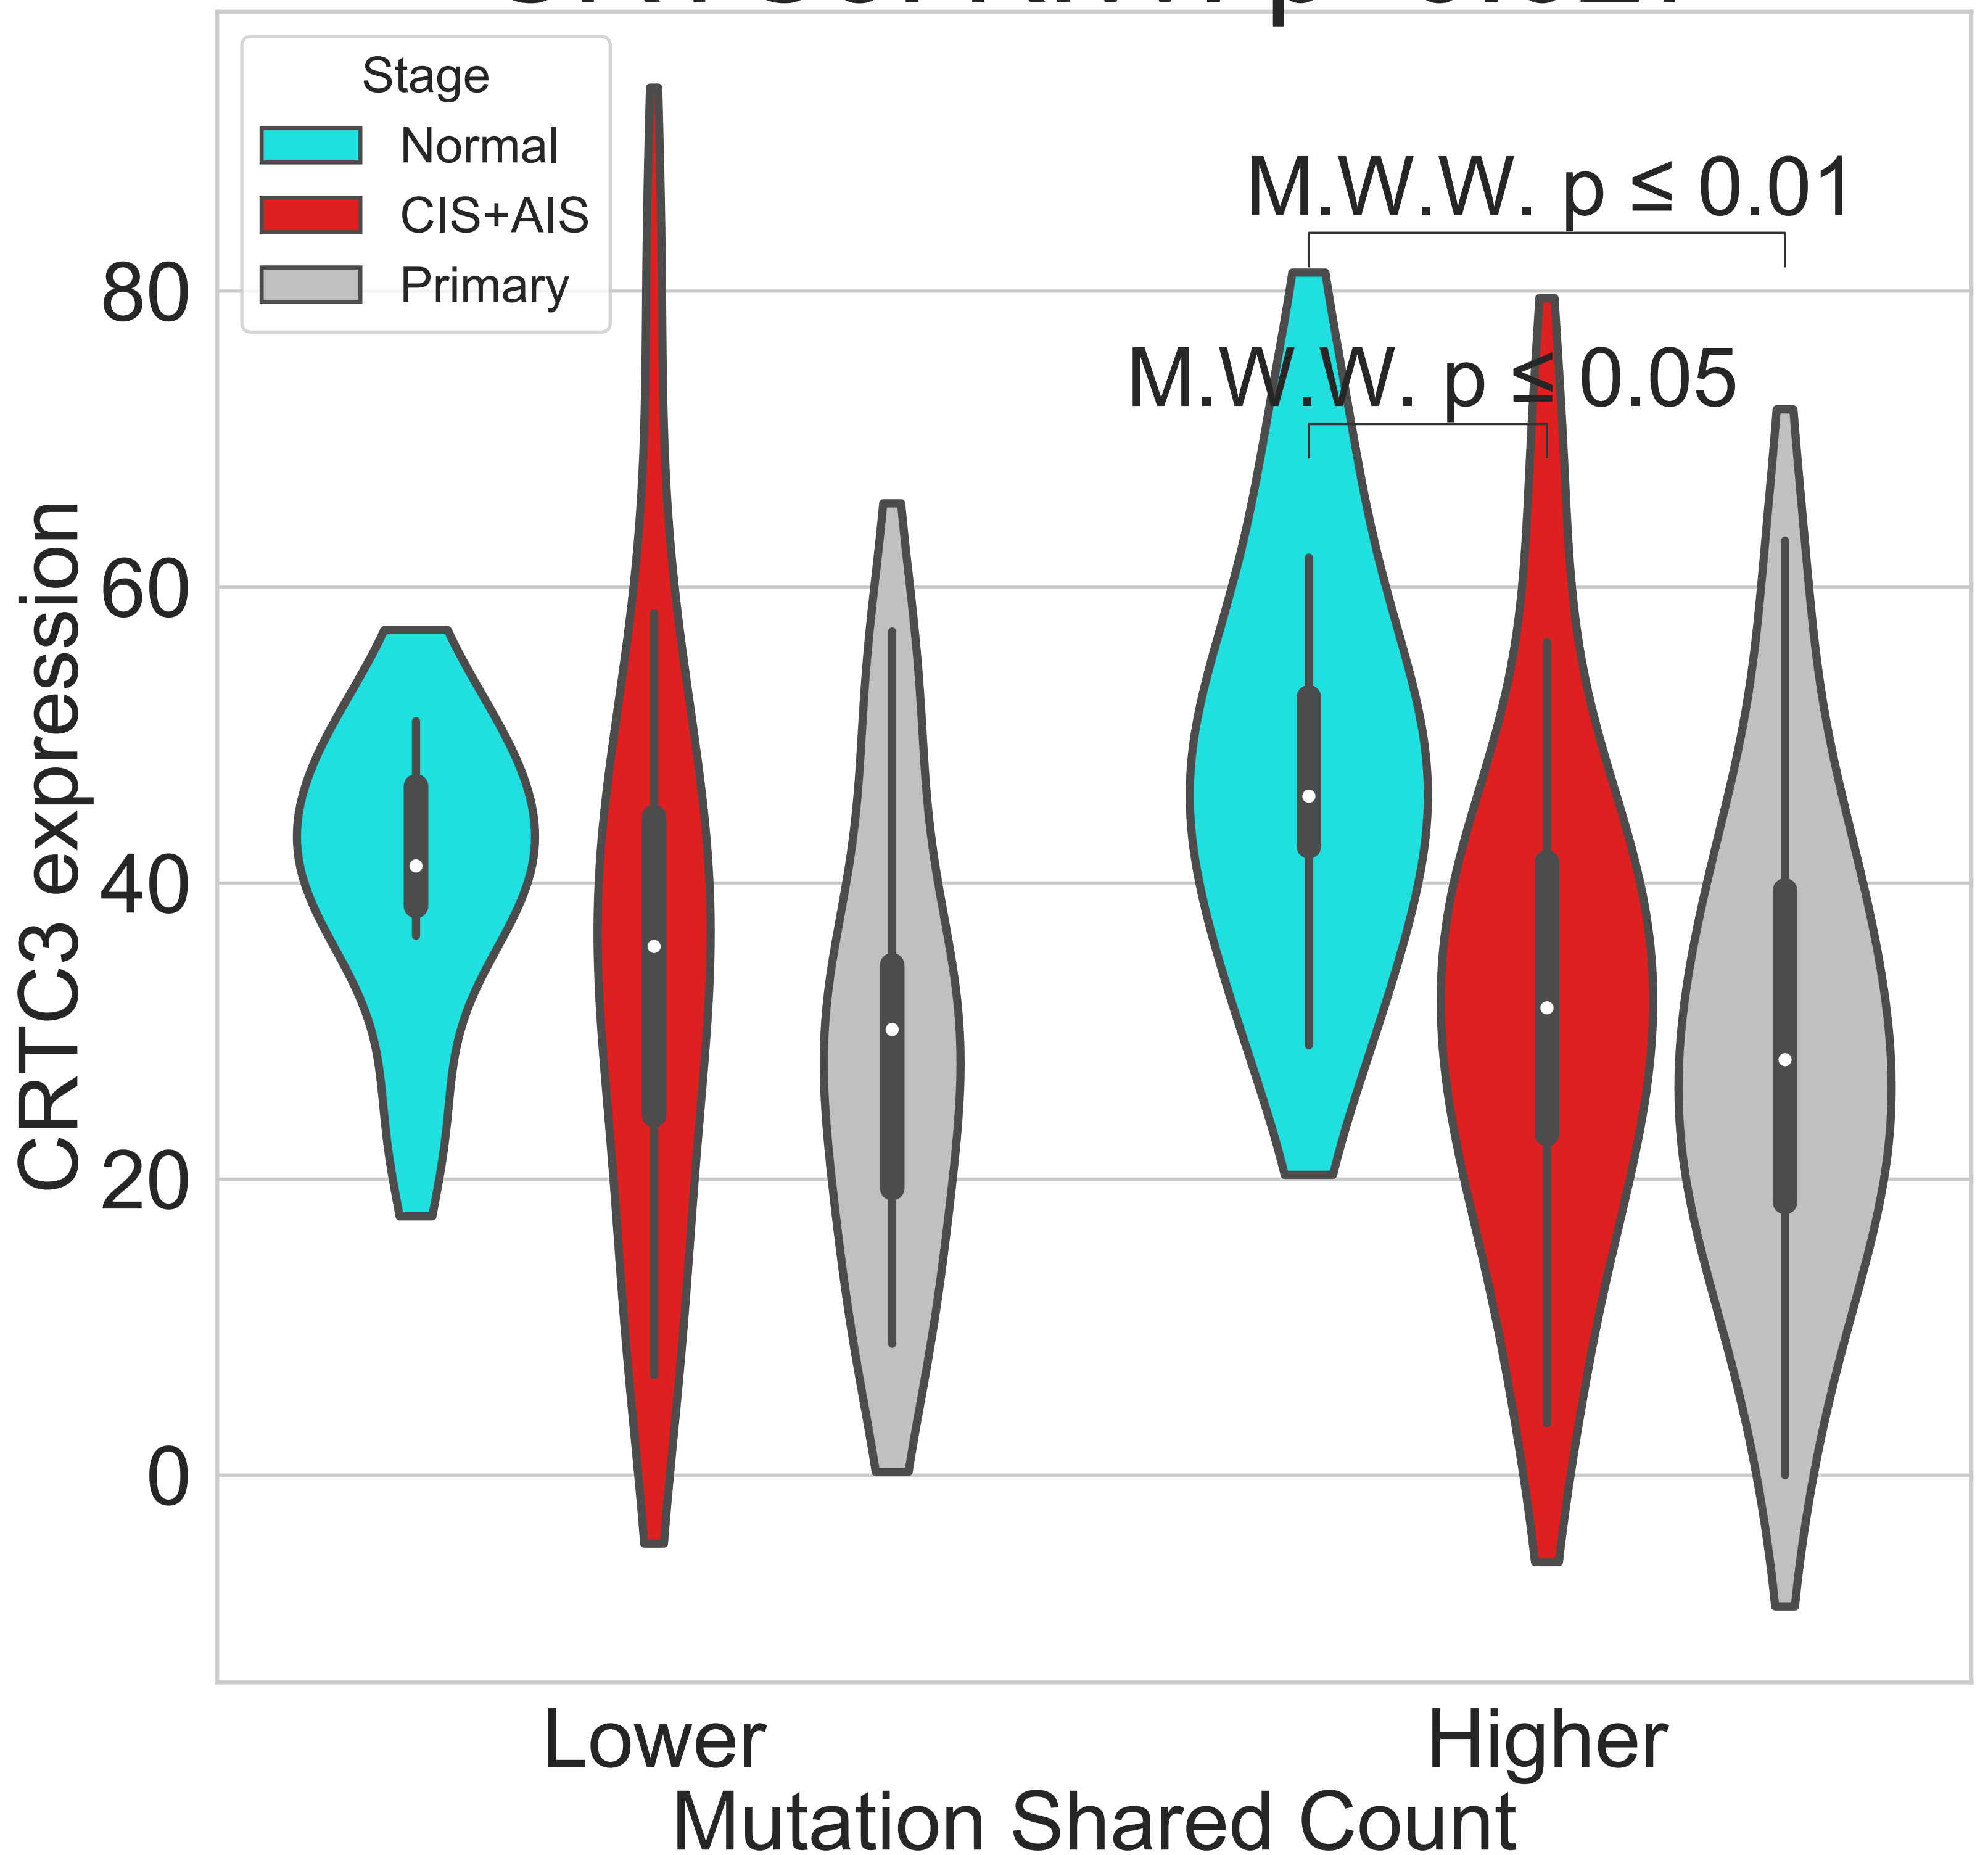 Stage
Normal
CIS+AIS
Primary
M.W.W. p ≤ 0.01
M.W.W. p ≤ 0.05
80
60
40
20
0
CRTC3 expression
Lower
Higher
Mutation Shared Count